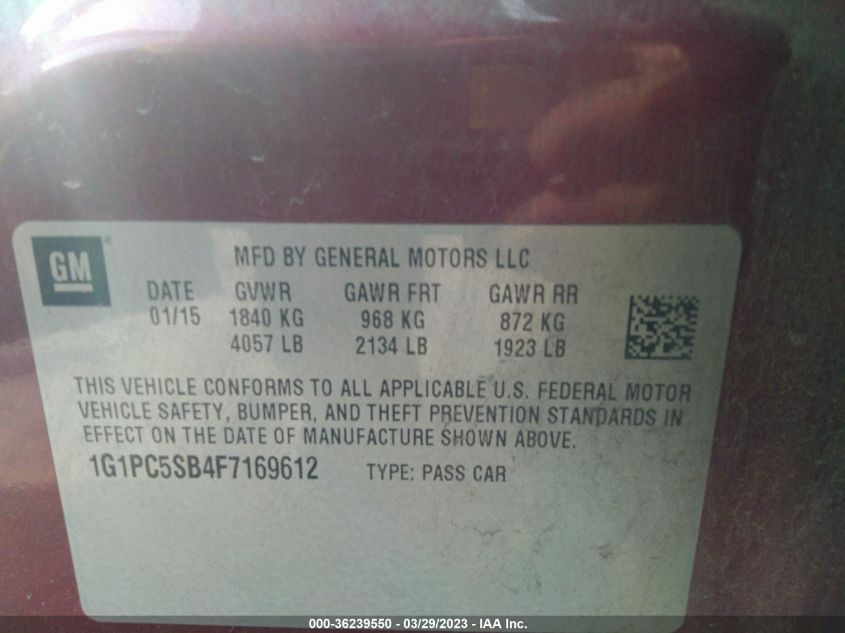 GM ®
MFD BY GENERAL MOTORS LLC
DATE GVWR GAWR FRT GAWR RR
01/15 1840 KG 968 KG 872 KG
4057 LB 2134 LB 1923 LB
THIS VEHICLE CONFORMS TO ALL APPLICABLE U.S. FEDERAL MOTOR
VEHICLE SAFETY, BUMPER, AND THEFT PREVENTION STANDARDS IN
EFFECT ON THE DATE OF MANUFACTURE SHOWN ABOVE.
1G1PC5SB4F7169612 TYPE: PASS CAR
000-36239550 - 03/29/2023 - IAA Inc.